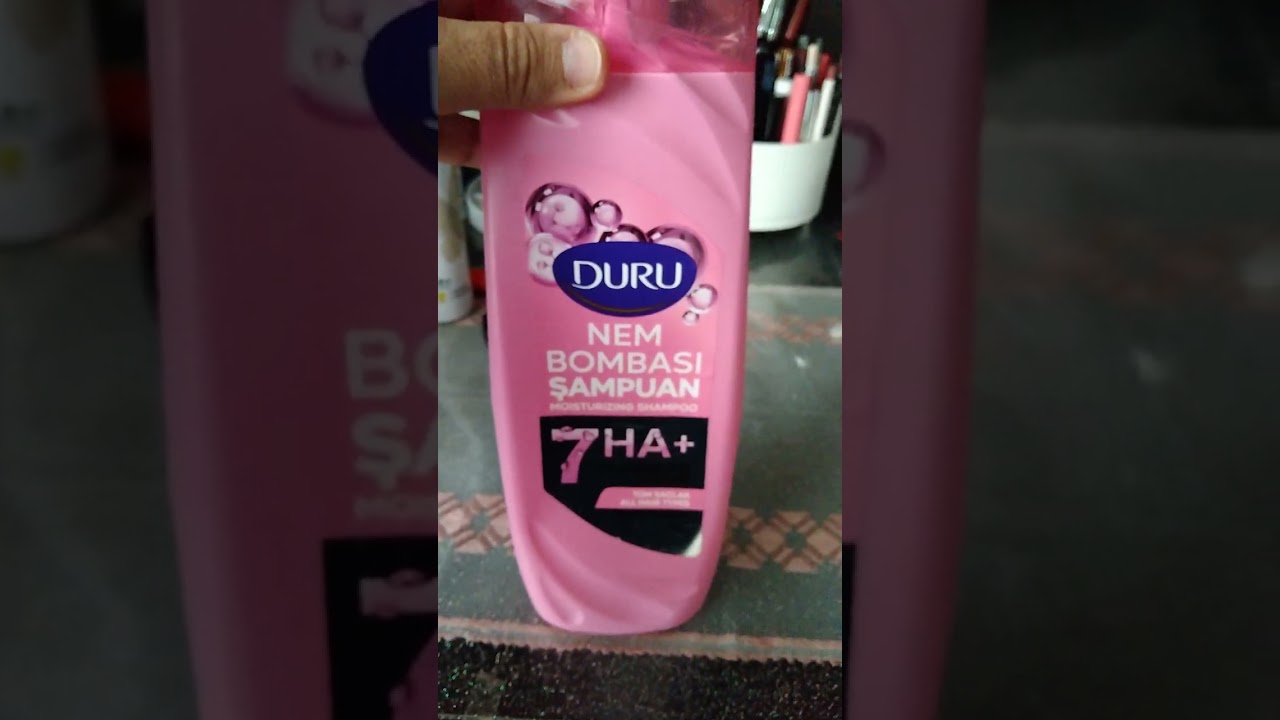 DURU
NEM
BOMBASI
ŞAMPUAN
MOISTURIZING SHAMPOO
7HA+
TÜM SAÇLAR
ALL HAIR TYPES